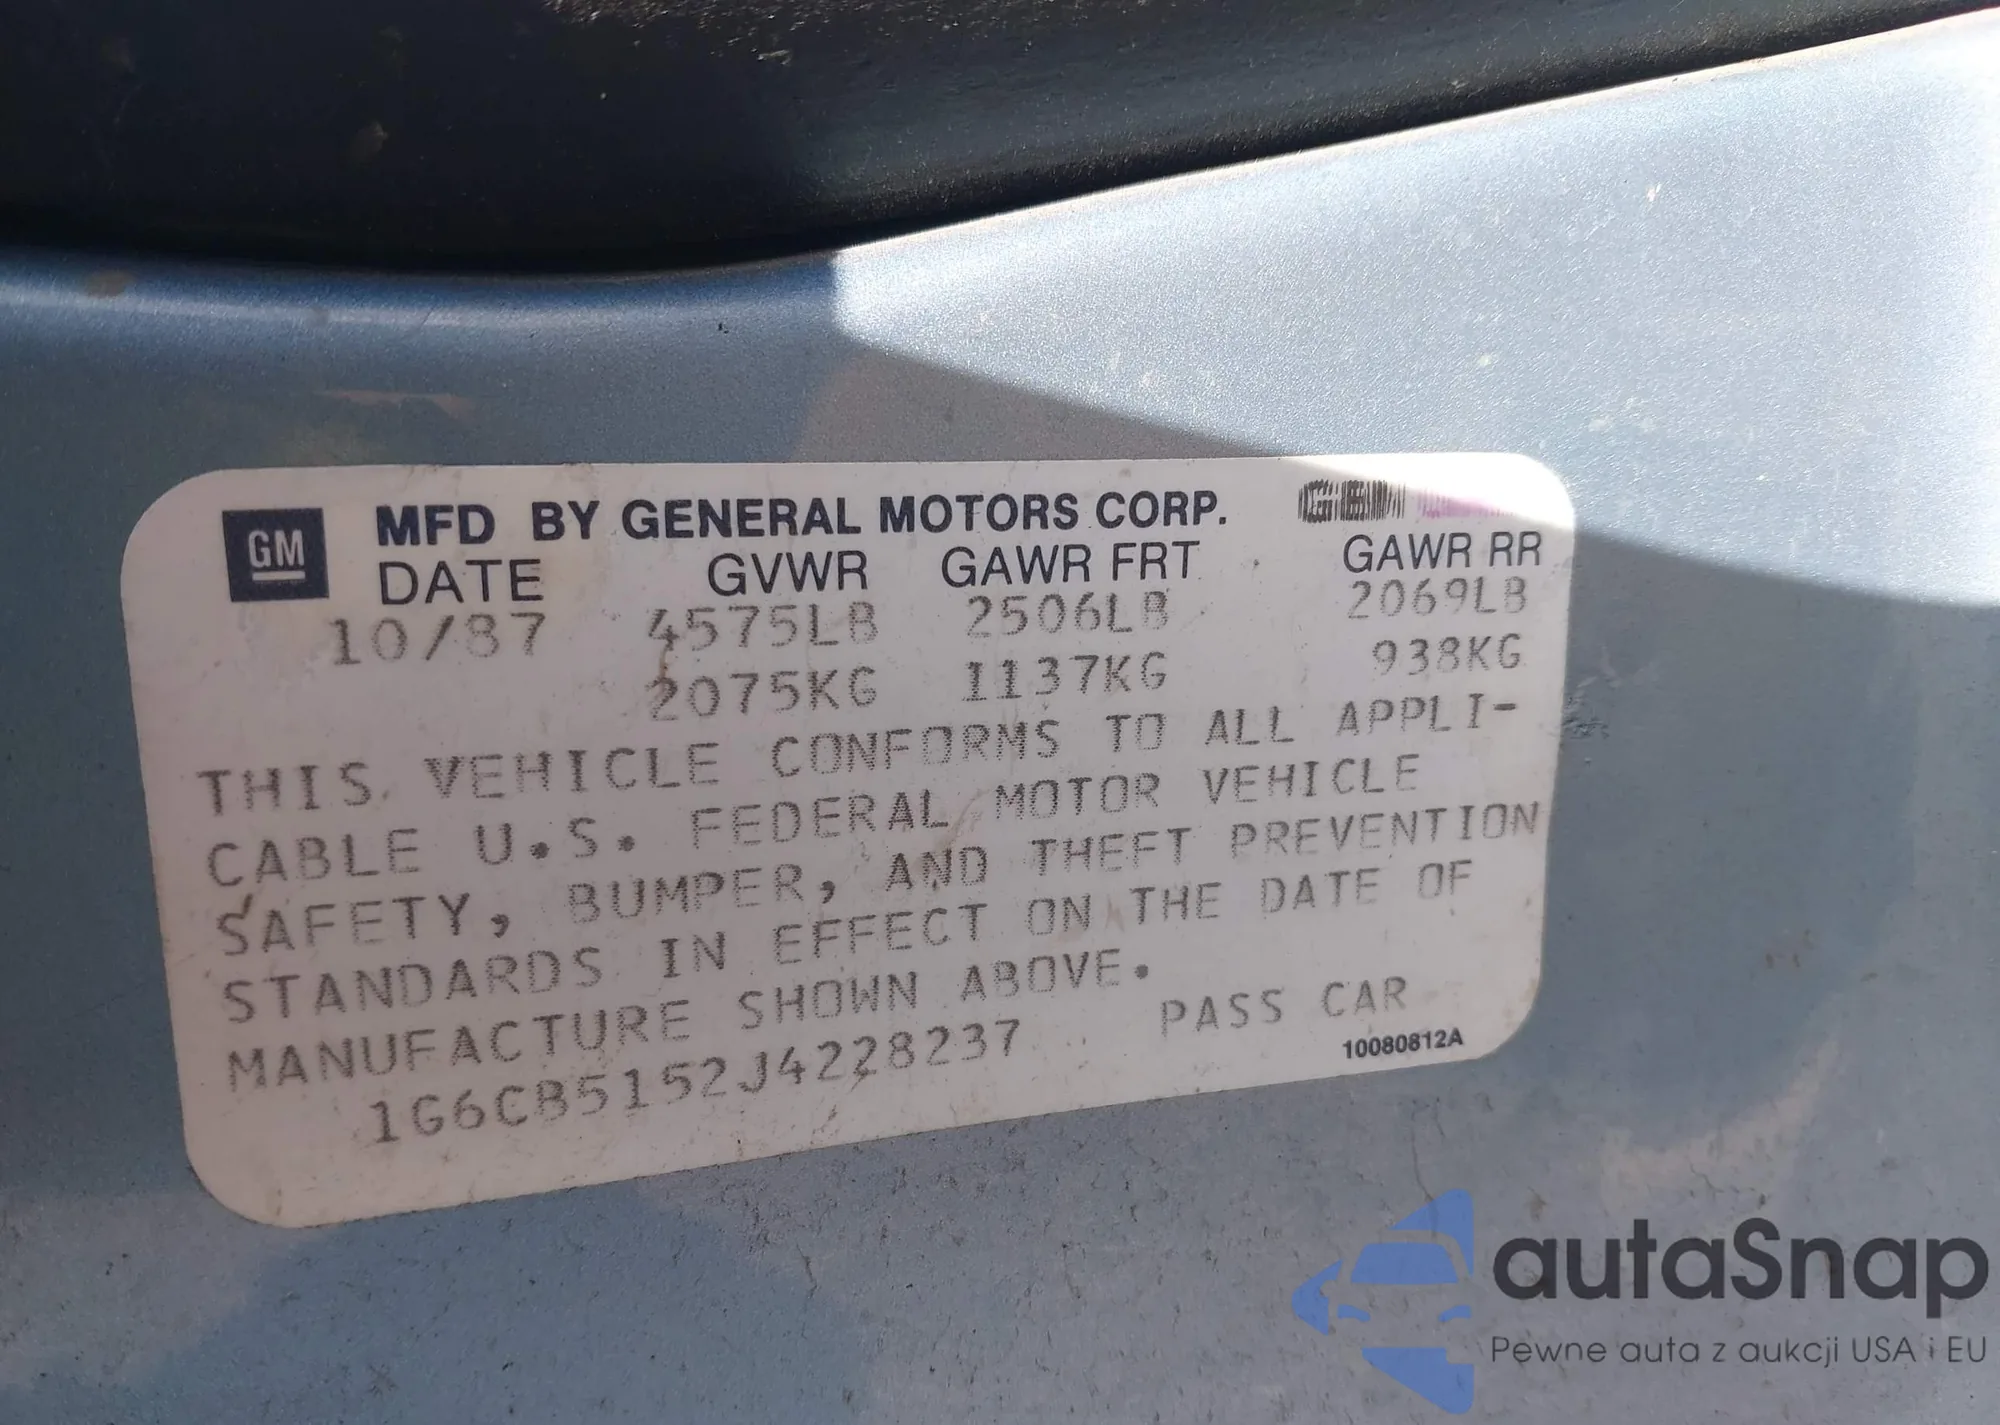 GM
MFD BY GENERAL MOTORS CORP.
DATE GVWR GAWR FRT GAWR RR
10/87 4575LB 2506LB 2069LB
2075KG 1137KG 938KG
THIS VEHICLE CONFORMS TO ALL APPLI-
CABLE U.S. FEDERAL MOTOR VEHICLE
SAFETY, BUMPER, AND THEFT PREVENTION
STANDARDS IN EFFECT ON THE DATE OF
MANUFACTURE SHOWN ABOVE.
1G6CB5152J4228237 PASS CAR
10080812A
autaSnap
Pewne auta z aukcji USA i EU